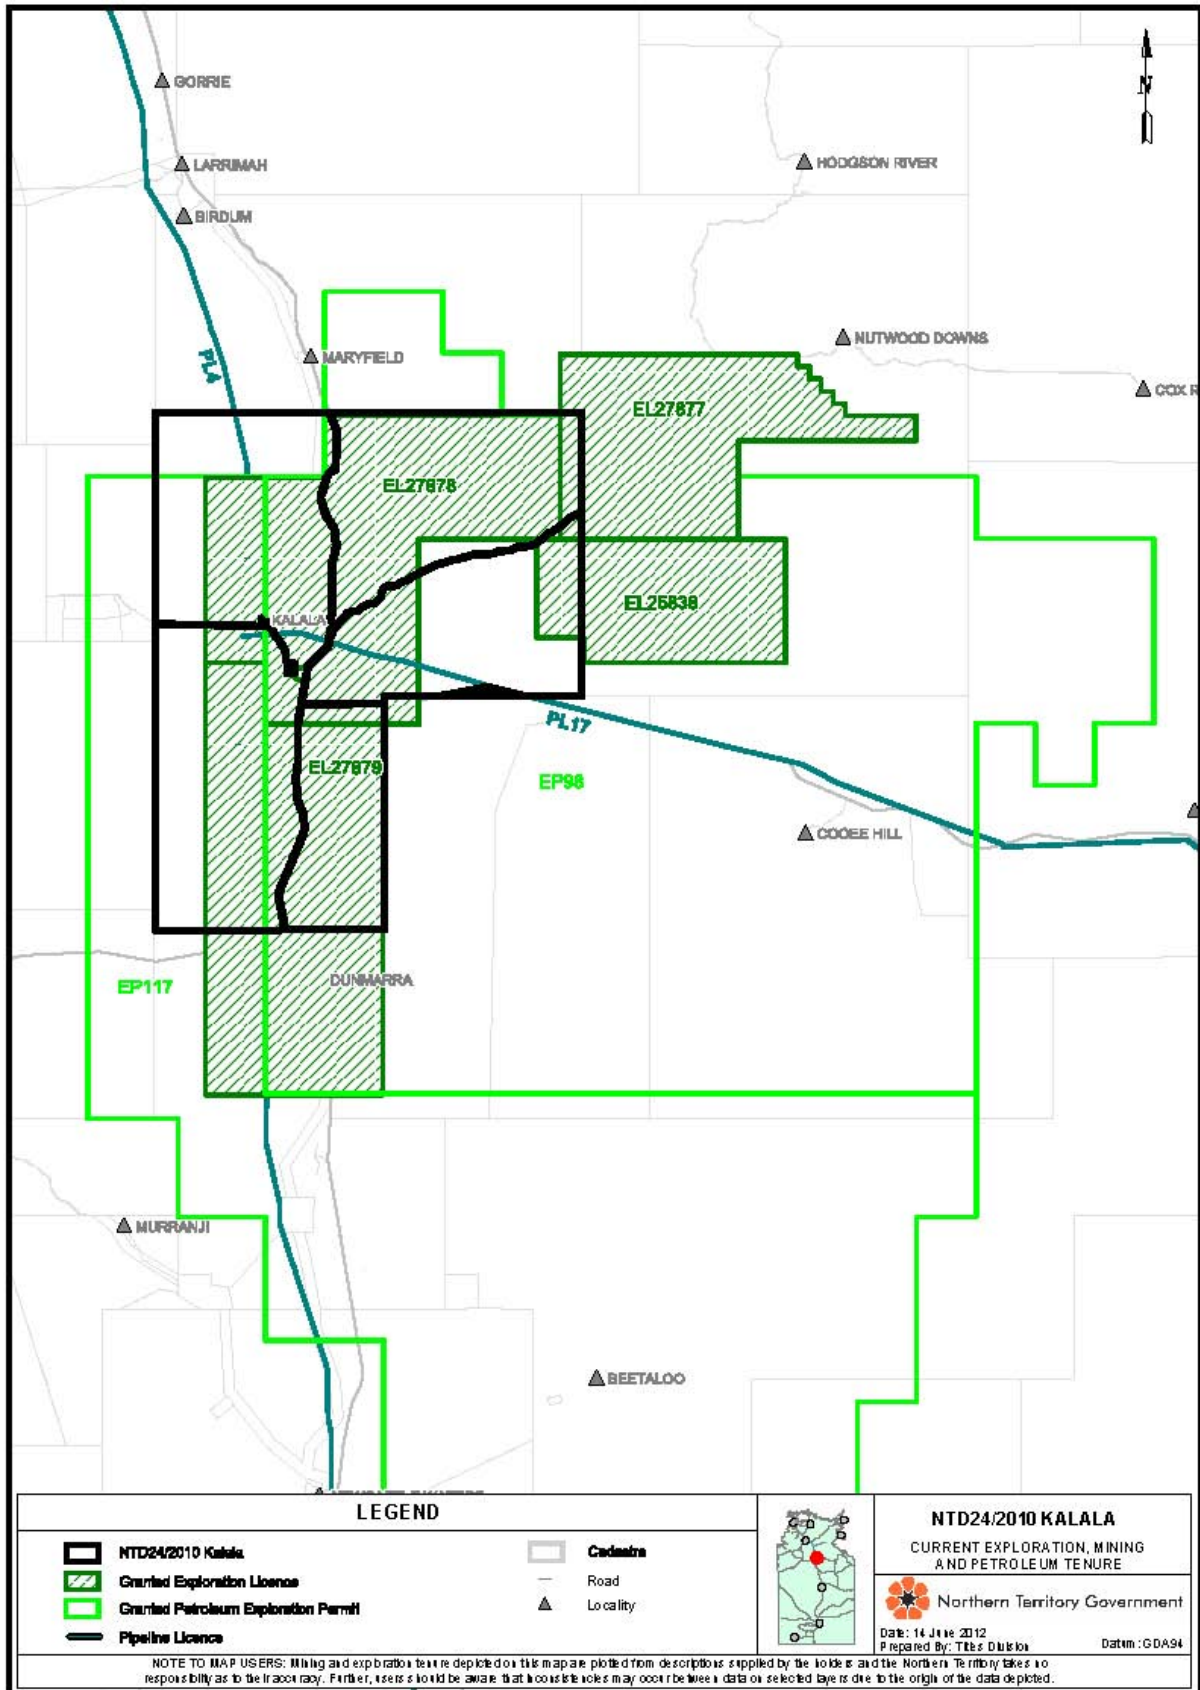 N
GORRIE
LARRIMAH
HODGSON RIVER
BIRDUM
NUTWOOD DOWNS
PL4
MARYFIELD
COX R
EL27877
EL27878
EL25839
KALALA
PL17
EL27879
EP98
COOEE HILL
DUNMARRA
EP117
MURRANJI
BEETALOO
LEGEND
NTD24/2010 Kalala
Granted Exploration Licence
Granted Petroleum Exploration Permit
Pipeline Licence
Cadastre
Road
Locality
NTD24/2010 KALALA
CURRENT EXPLORATION, MINING
AND PETROLEUM TENURE
Northern Territory Government
Date: 14 June 2012
Prepared By: Titles Division
Datum: GDA94
NOTE TO MAP USERS: Mining and exploration tenure depicted on this map are plotted from descriptions supplied by the holders and the Northern Territory takes no
responsibility as to their accuracy. Further, users should be aware that inconsistencies may occur between data on selected layers due to the origin of the data depicted.